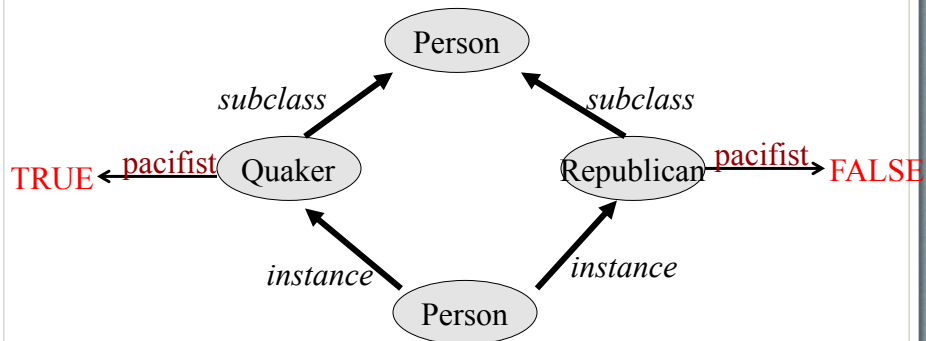 Person
subclass
subclass
TRUE
pacifist
Quaker
Republican
pacifist
FALSE
instance
instance
Person